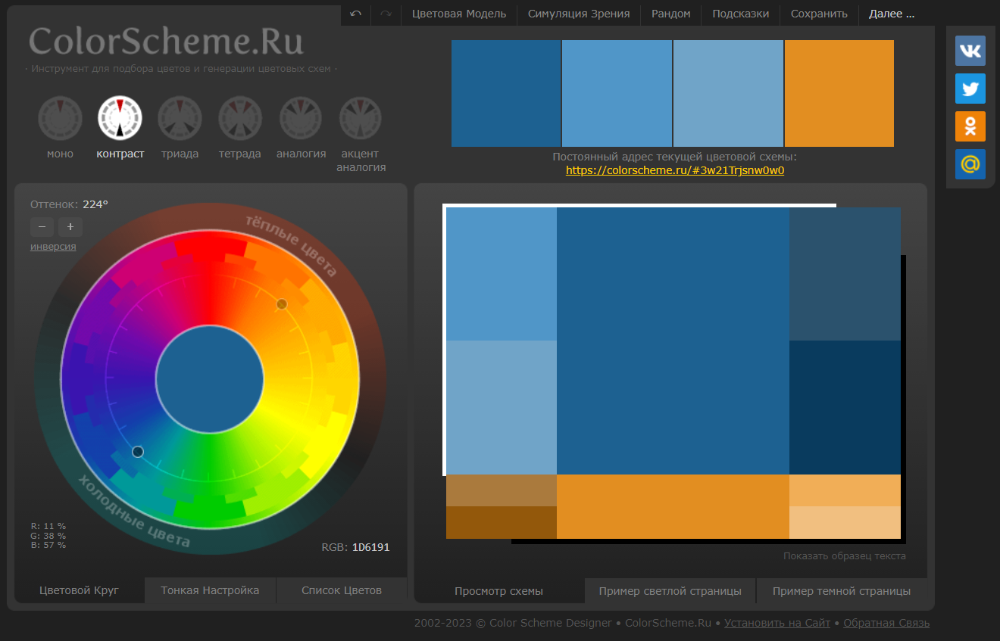 Цветовая Модель
Симуляция Зрения
Рандом
Подсказки
Сохранить
Далее ...
ColorScheme.Ru
· Инструмент для подбора цветов и генерации цветовых схем ·
моно
контраст
триада
тетрада
аналогия
акцент
аналогия
Постоянный адрес текущей цветовой схемы:
https://colorscheme.ru/#3w21Trjsnw0w0
Оттенок: 224°
− +
инверсия
тёплые цвета
холодные цвета
R: 11 %
G: 38 %
B: 57 %
RGB: 1D6191
Показать образец текста
Цветовой Круг
Тонкая Настройка
Список Цветов
Просмотр схемы
Пример светлой страницы
Пример темной страницы
2002-2023 © Color Scheme Designer • ColorScheme.Ru • Установить на Сайт • Обратная Связь